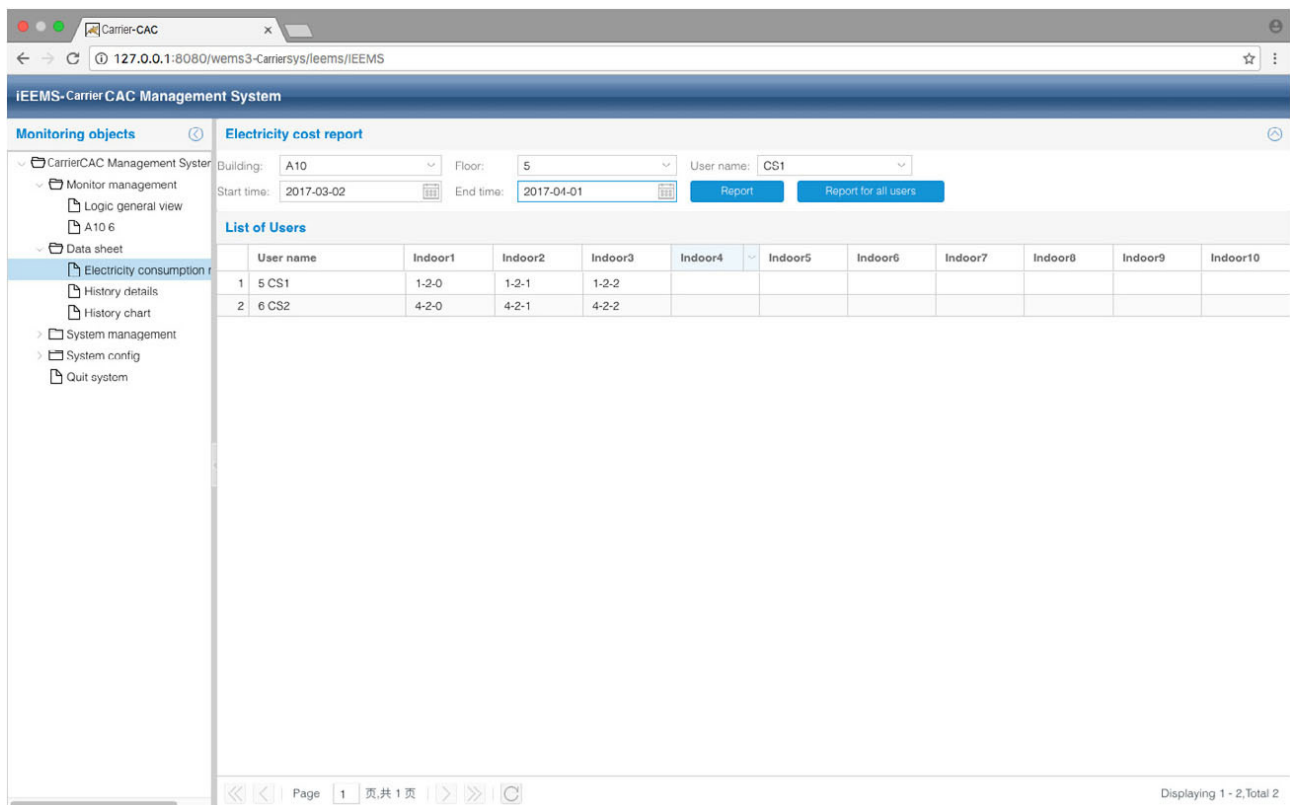 Carrier-CAC
127.0.0.1:8080/wems3-Carriersys/leems/IEEMS
iEEMS-Carrier CAC Management System
Monitoring objects
CarrierCAC Management Syster
Monitor management
Logic general view
A10 6
Data sheet
Electricity consumption r
History details
History chart
System management
System config
Quit system
Electricity cost report
Building: A10 Floor: 5 User name: CS1
Start time: 2017-03-02 End time: 2017-04-01 Report Report for all users
List of Users
User name Indoor1 Indoor2 Indoor3 Indoor4 Indoor5 Indoor6 Indoor7 Indoor8 Indoor9 Indoor10
1 5 CS1 1-2-0 1-2-1 1-2-2
2 6 CS2 4-2-0 4-2-1 4-2-2
Page 1 页,共 1 页
Displaying 1 - 2,Total 2